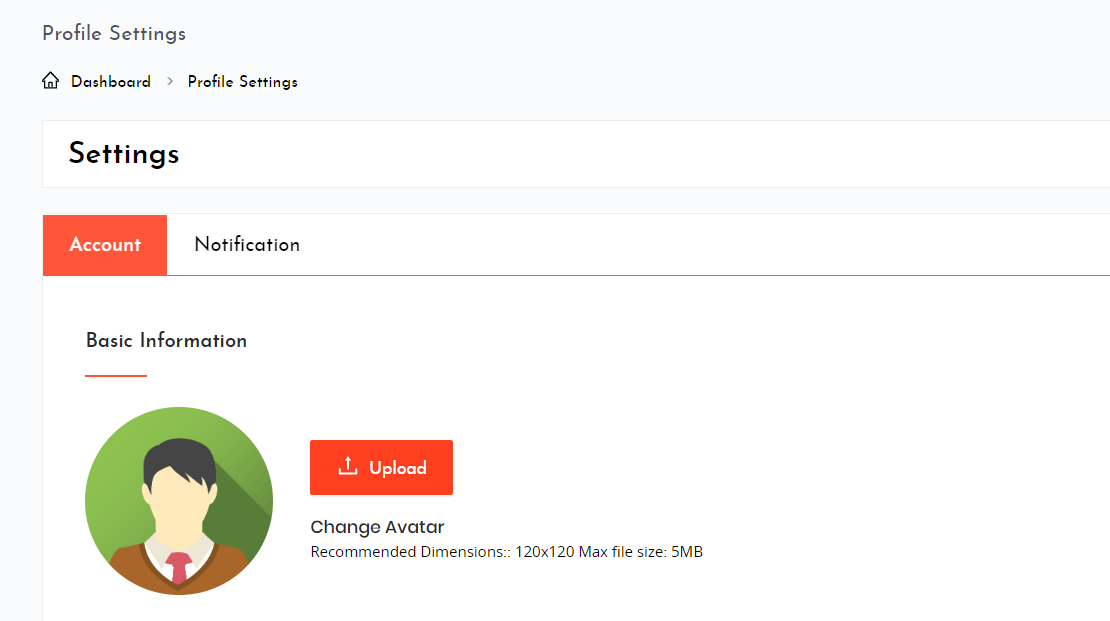 Profile Settings
Dashboard > Profile Settings
Settings
Account Notification
Basic Information
Upload
Change Avatar
Recommended Dimensions:: 120x120 Max file size: 5MB